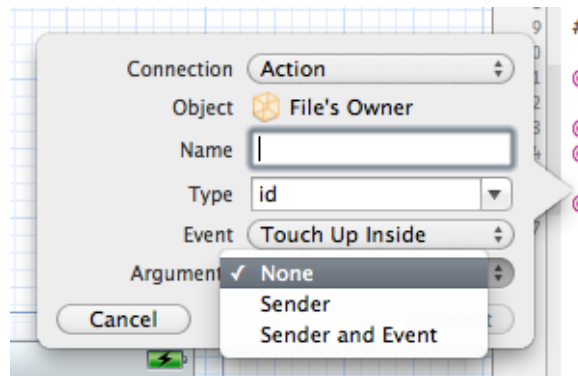 9
#
Connection Action
Object File's Owner
Name
Type id
Event Touch Up Inside
Argument ✓ None
Sender
Sender and Event
Cancel t